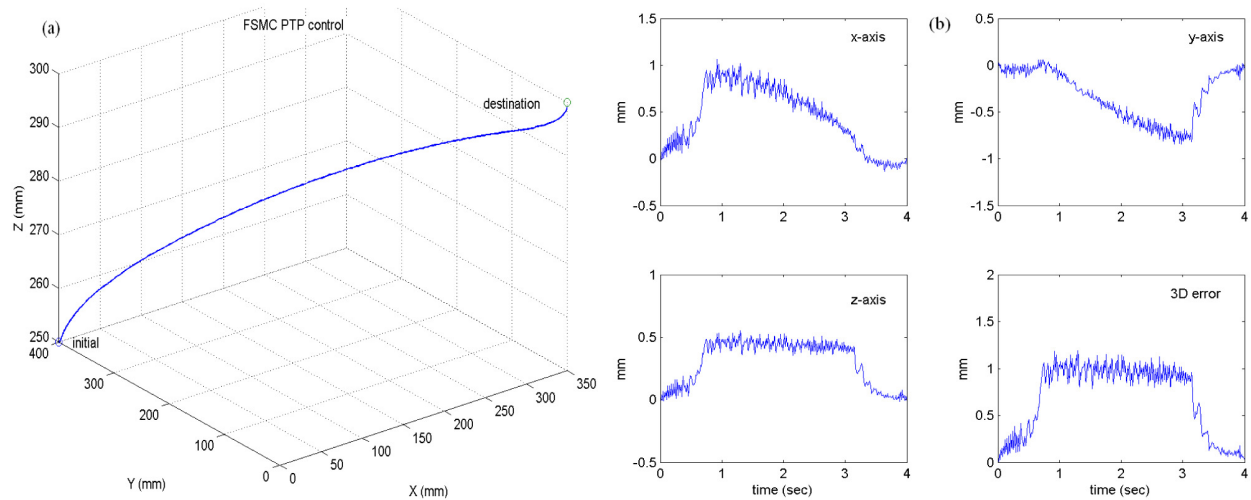 (a)
FSMC PTP control
300
290
280
270
260
250
Z (mm)
destination
initial
400
300
200
100
0
Y (mm)
0
50
100
150
200
250
300
350
X (mm)
(b)
x-axis
1.5
1
0.5
0
-0.5
mm
0 1 2 3 4
y-axis
0.5
0
-0.5
-1
-1.5
mm
0 1 2 3 4
z-axis
1
0.5
0
-0.5
mm
0 1 2 3 4
time (sec)
3D error
2
1.5
1
0.5
0
mm
0 1 2 3 4
time (sec)